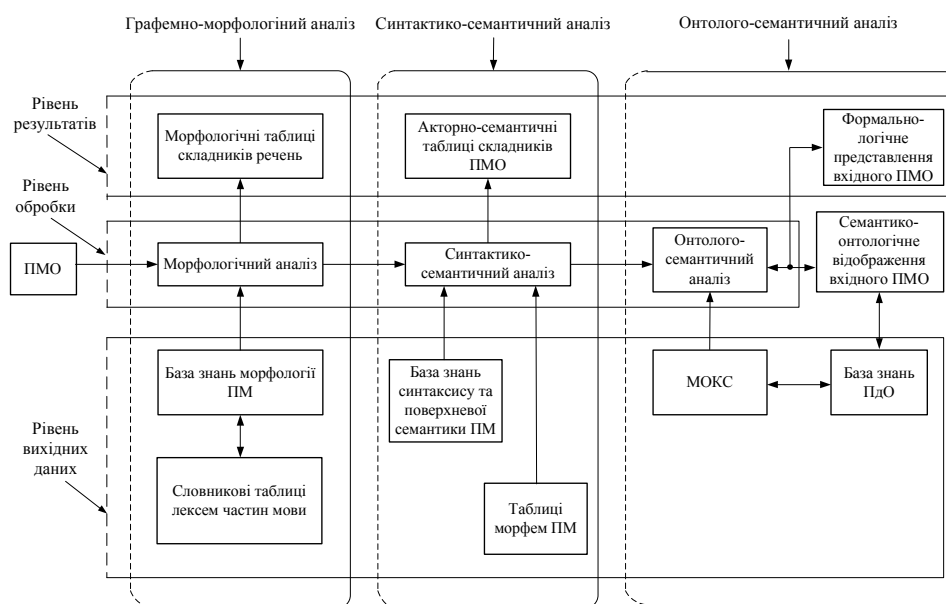 Графемно-морфологіний аналіз
Синтактико-семантичний аналіз
Онтолого-семантичний аналіз
Рівень
результатів
Морфологічні таблиці
складників речень
Акторно-семантичні
таблиці складників
ПМО
Формально-
логічне
представлення
вхідного ПМО
Рівень
обробки
ПМО
Морфологічний аналіз
Синтактико-
семантичний аналіз
Онтолого-
семантичний
аналіз
Семантико-
онтологічне
відображення
вхідного ПМО
Рівень
вихідних
даних
База знань морфології
ПМ
База знань
синтаксису та
поверхневої
семантики ПМ
МОКС
База знань
ПдО
Словникові таблиці
лексем частин мови
Таблиці
морфем ПМ